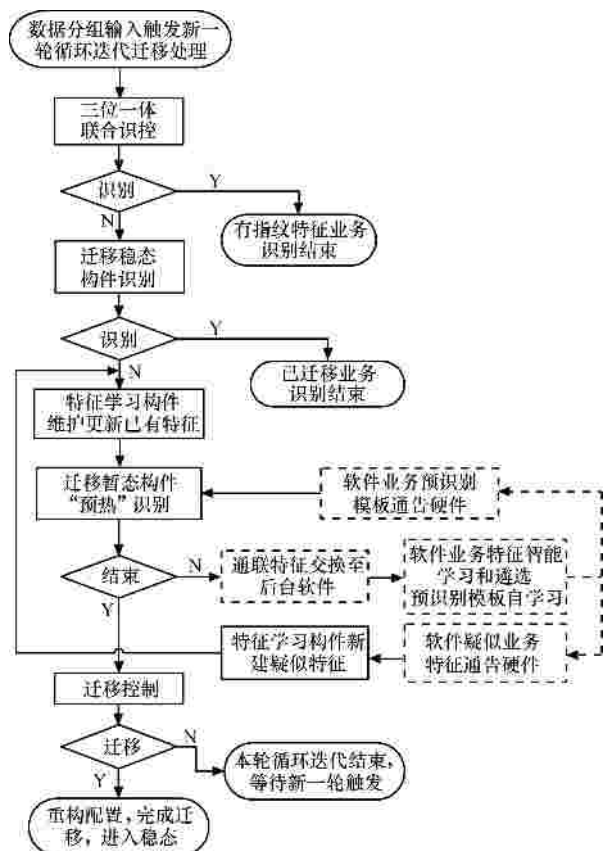 数据分组输入触发新一
轮循环迭代迁移处理
三位一体
联合识控
识别
Y
N
有指纹特征业务
识别结束
迁移稳态
构件识别
识别
Y
N
已迁移业务
识别结束
特征学习构件
维护更新已有特征
迁移暂态构件
“预热”识别
软件业务预识别
模板通告硬件
结束
N
Y
通联特征交换至
后台软件
软件业务特征智能
学习和遴选
预识别模板自学习
特征学习构件新
建疑似特征
软件疑似业务
特征通告硬件
迁移控制
迁移
N
Y
本轮循环迭代结束,
等待新一轮触发
重构配置,完成迁
移,进入稳态